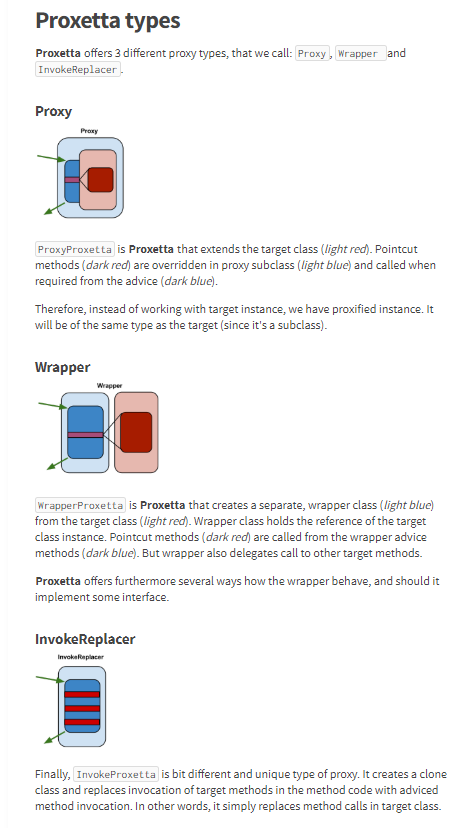 Proxetta types
Proxetta offers 3 different proxy types, that we call: Proxy , Wrapper and
InvokeReplacer .
Proxy
Proxy
ProxyProxetta is Proxetta that extends the target class (light red). Pointcut
methods (dark red) are overridden in proxy subclass (light blue) and called when
required from the advice (dark blue).
Therefore, instead of working with target instance, we have proxified instance. It
will be of the same type as the target (since it's a subclass).
Wrapper
Wrapper
WrapperProxetta is Proxetta that creates a separate, wrapper class (light blue)
from the target class (light red). Wrapper class holds the reference of the target
class instance. Pointcut methods (dark red) are called from the wrapper advice
methods (dark blue). But wrapper also delegates call to other target methods.
Proxetta offers furthermore several ways how the wrapper behave, and should it
implement some interface.
InvokeReplacer
InvokeReplacer
Finally, InvokeProxetta is bit different and unique type of proxy. It creates a clone
class and replaces invocation of target methods in the method code with adviced
method invocation. In other words, it simply replaces method calls in target class.